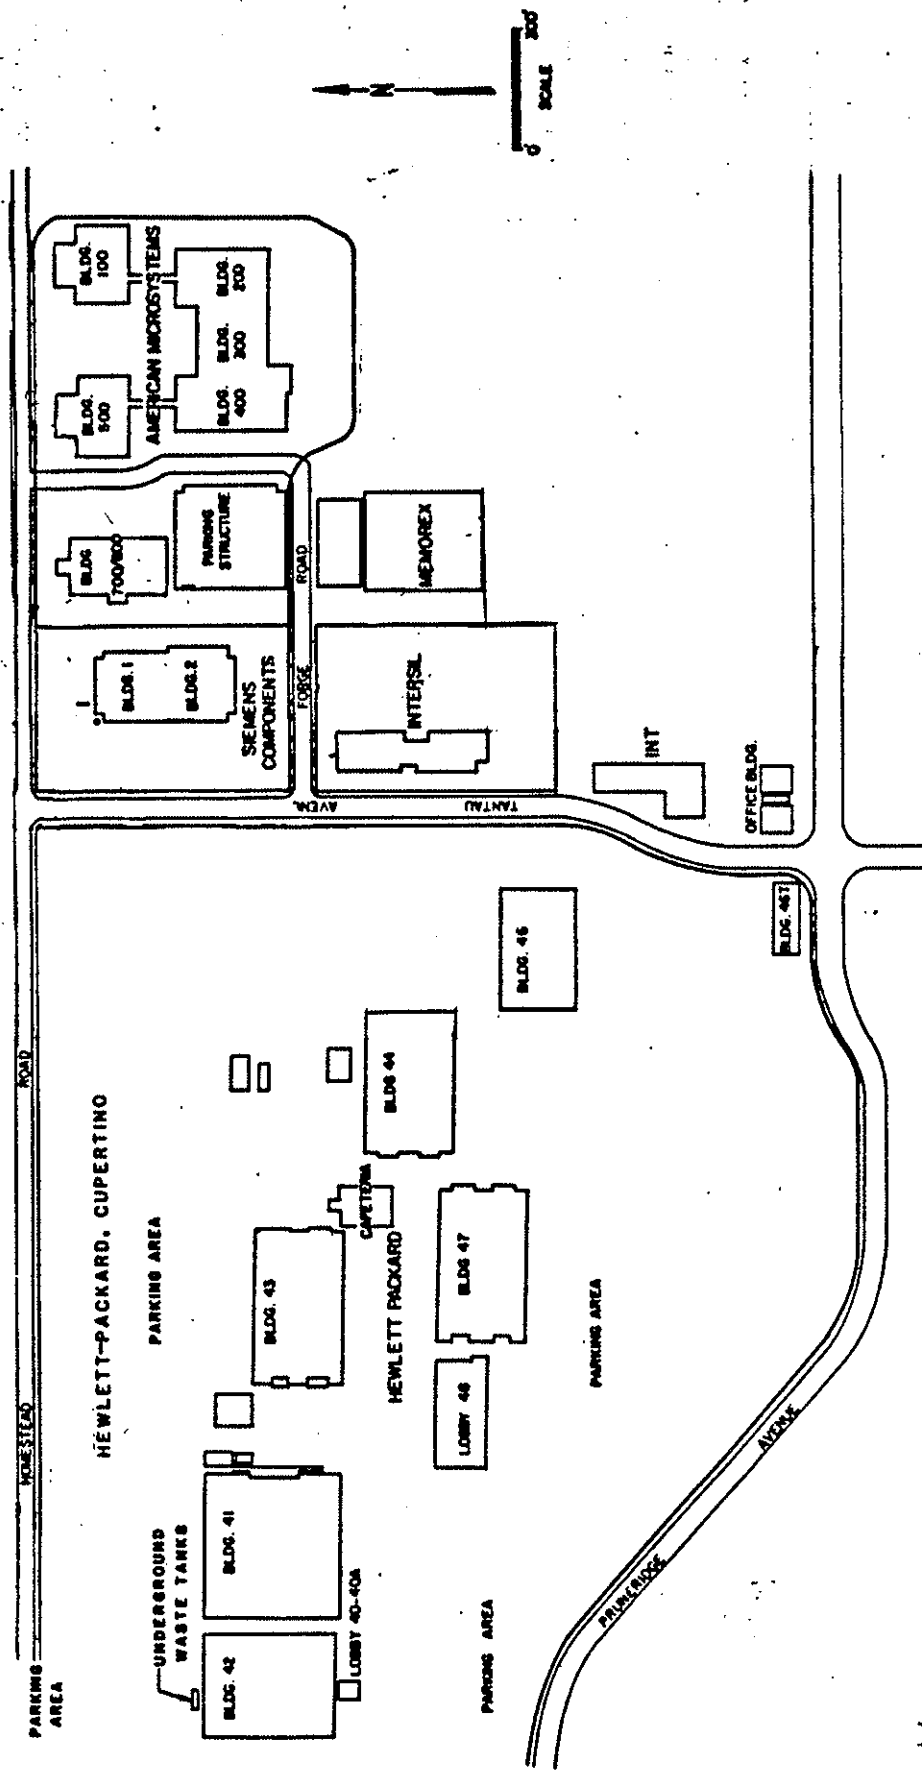 PARKING
AREA
HOMESTEAD
ROAD
HEWLETT-PACKARD, CUPERTINO
UNDERGROUND
WASTE TANKS
PARKING AREA
BLDG. 42
BLDG. 41
LOBBY 40-40A
BLDG. 43
CAFETERIA
HEWLETT PACKARD
BLDG 44
LOBBY 48
BLDG 47
BLDG. 46
PARKING AREA
PARKING AREA
BLDG. 46T
PRUNERIDGE
AVENUE
TANTAU
AVEN.
BLDG. 1
BLDG. 2
SIEMENS
COMPONENTS
FORGE
ROAD
BLDG
700/800
PARKING
STRUCTURE
BLDG.
500
BLDG.
100
AMERICAN MICROSYSTEMS
BLDG.
400
BLDG.
300
BLDG.
200
INTERSIL
MEMOREX
INT
OFFICE BLDG.
N
0'
300'
SCALE